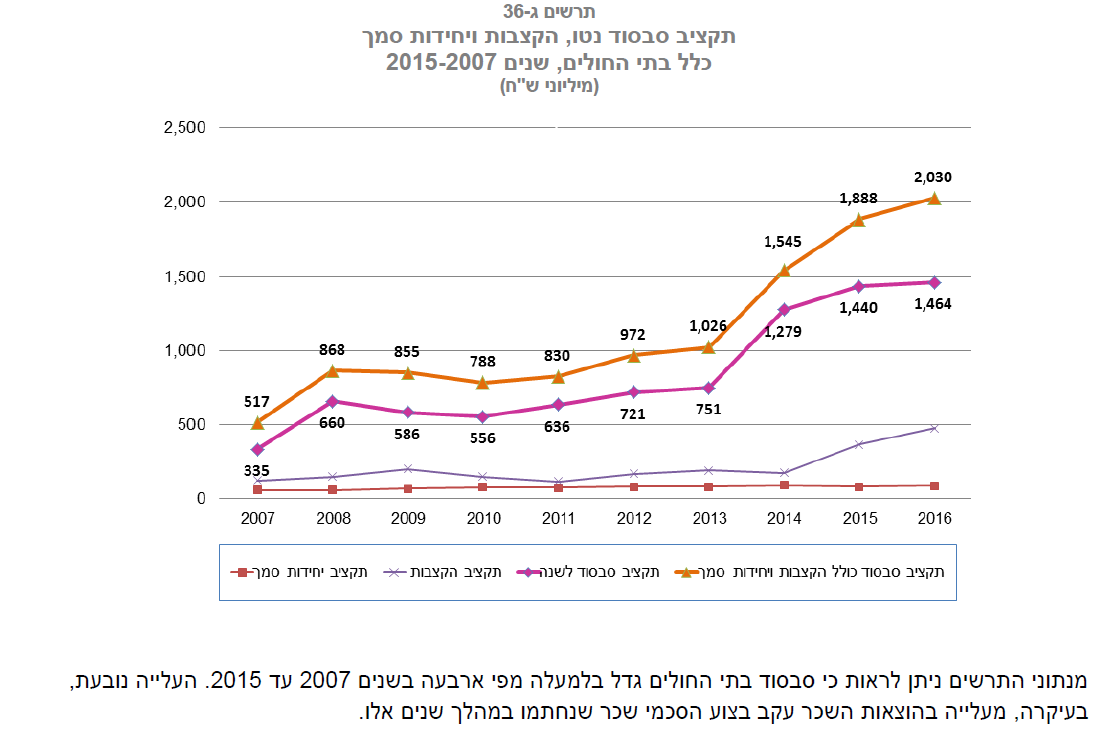 תרשים ג-36
תקציב סבסוד נטו, הקצבות ויחידות סמך
כלל בתי החולים, שנים 2015-2007
(מיליוני ש"ח)
2,500
2,000
1,500
1,000
500
0
517
868
855
788
830
972
1,026
1,545
1,888
2,030
335
660
586
556
636
721
751
1,279
1,440
1,464
2007 2008 2009 2010 2011 2012 2013 2014 2015 2016
תקציב יחידות סמך
תקציב הקצבות
תקציב סבסוד לשנה
תקציב סבסוד כולל הקצבות ויחידות סמך
מנתוני התרשים ניתן לראות כי סבסוד בתי החולים גדל בלמעלה מפי ארבעה בשנים 2007 עד 2015. העלייה נובעת,
בעיקרה, מעלייה בהוצאות השכר עקב בצוע הסכמי שכר שנחתמו במהלך שנים אלו.